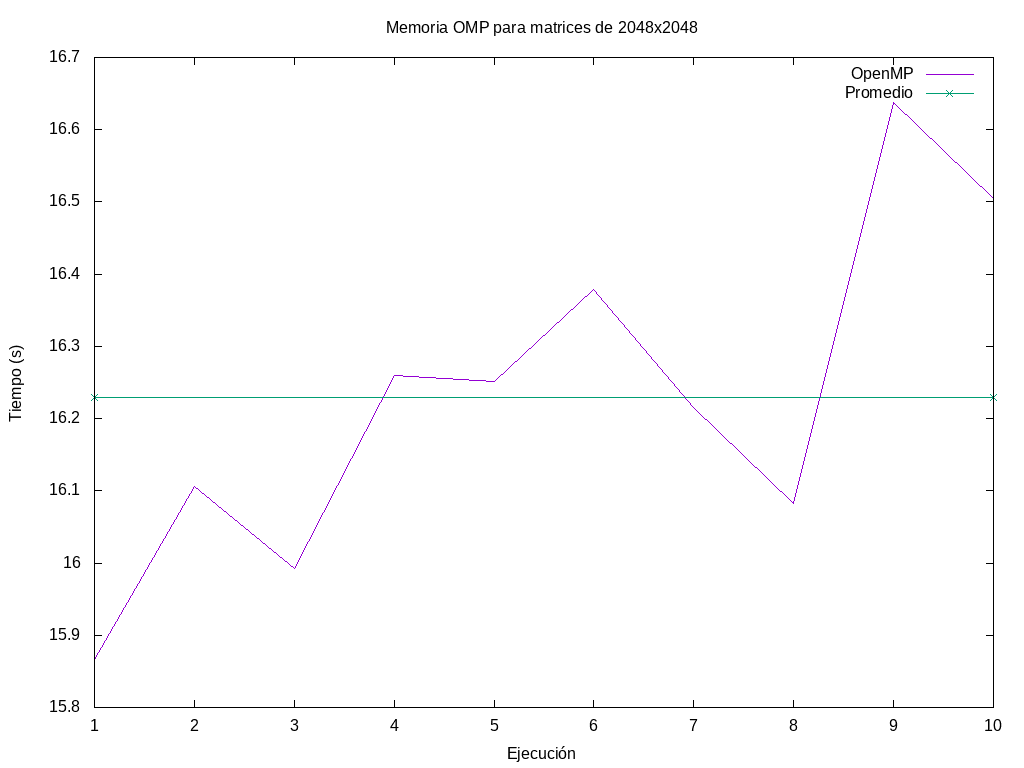 Memoria OMP para matrices de 2048x2048
OpenMP
Promedio
16.7
16.6
16.5
16.4
16.3
16.2
16.1
16
15.9
15.8
Tiempo (s)
1 2 3 4 5 6 7 8 9 10
Ejecución